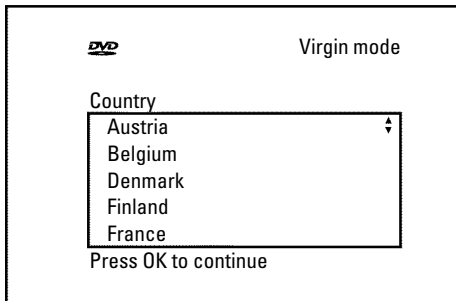 DVD Virgin mode
Country
Austria
Belgium
Denmark
Finland
France
Press OK to continue